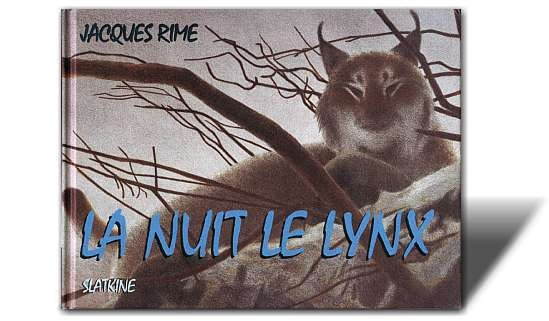 JACQUES RIME
LA NUIT LE LYNX
SLATKINE